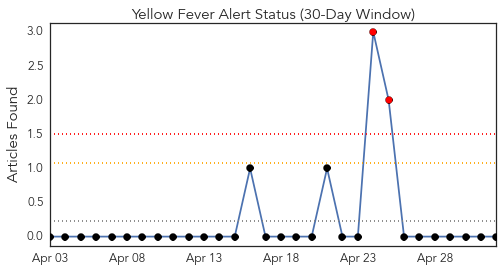 Yellow Fever Alert Status (30-Day Window)
Articles Found
3.0
2.5
2.0
1.5
1.0
0.5
0.0
Apr 03 Apr 08 Apr 13 Apr 18 Apr 23 Apr 28